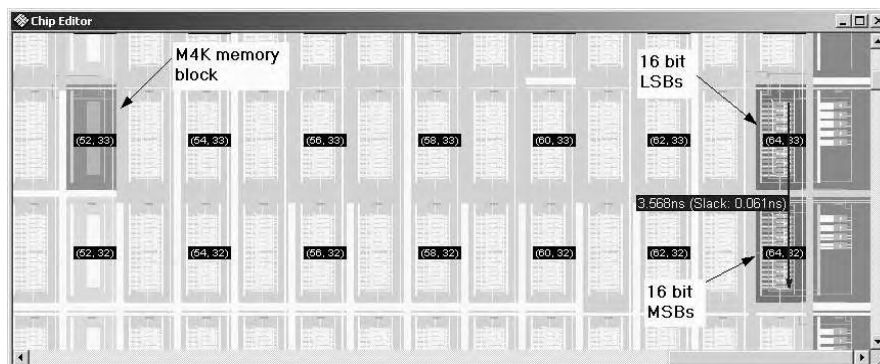 Chip Editor
M4K memory
block
16 bit
LSBs
(52, 33)
(54, 33)
(56, 33)
(58, 33)
(60, 33)
(62, 33)
(64, 33)
3.568ns (Slack: 0.061ns)
(52, 32)
(54, 32)
(56, 32)
(58, 32)
(60, 32)
(62, 32)
(64, 32)
16 bit
MSBs